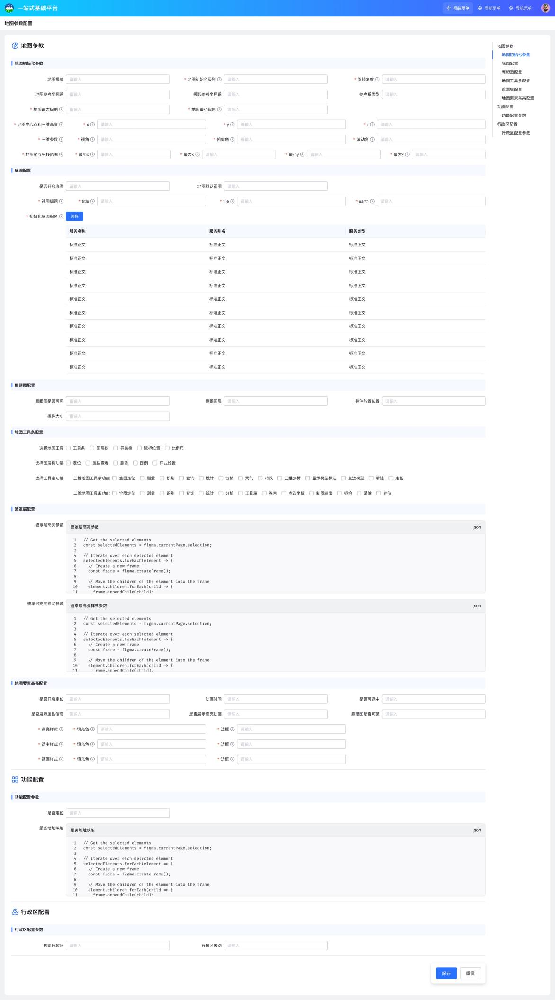 一站式基础平台
导航菜单 导航菜单 导航菜单
地图参数配置
地图参教
地图初始化参数
地图模式 请输入 * 地图初始化级别 请输入 * 旋转角度 请输入
地图参考坐标系 请输入 投影参考坐标系 请输入 参考系类型 请输入
* 地图最大级别 请输入 * 地图最小级别 请输入
* 地图中心点和三维高度 * x 请输入 * y 请输入 * z 请输入
* 三维参数 * 视角 请输入 * 俯仰角 请输入 * 滚动角 请输入
* 地图缩放平移范围 * 最小x 请输入 * 最大x 请输入 * 最小y 请输入 * 最大y 请输入
底图配置
是否开启底图 请输入 地图默认视图 请输入
* 视图标题 * title 请输入 * tile 请输入 * earth 请输入
* 初始化底图服务 选择
服务名称 服务别名 服务类型
标准正文 标准正文 标准正文
标准正文 标准正文 标准正文
标准正文 标准正文 标准正文
标准正文 标准正文 标准正文
标准正文 标准正文 标准正文
标准正文 标准正文 标准正文
标准正文 标准正文 标准正文
标准正文 标准正文 标准正文
标准正文 标准正文 标准正文
标准正文 标准正文 标准正文
鹰眼图配置
鹰眼图是否可见 请输入 鹰眼图层 请输入 控件放置位置 请输入
控件大小 请输入
地图工具条配置
选择地图工具 工具条 图层树 导航栏 鼠标位置 比例尺
选择图层树功能 定位 属性查看 删除 图例 样式设置
选择工具条功能 三维地图工具条功能 全图定位 测量 识别 查询 统计 分析 天气 特效 三维分析 显示模型标注 点选模型 清除 定位
二维地图工具条功能 全图定位 测量 识别 查询 统计 分析 工具箱 卷帘 点选坐标 制图输出 标绘 清除 定位
遮罩层配置
遮罩层高亮参数 遮罩层高亮参数 json
1 // Get the selected elements
2 const selectedElements = figma.currentPage.selection;
3
4 // Iterate over each selected element
5 selectedElements.forEach(element ⇒ {
6 // Create a new frame
7 const frame = figma.createFrame();
8
9 // Move the children of the element into the frame
10 element.children.forEach(child ⇒ {
11 frame.appendChild(child);
遮罩层高亮样式参数 遮罩层高亮样式参数 json
1 // Get the selected elements
2 const selectedElements = figma.currentPage.selection;
3
4 // Iterate over each selected element
5 selectedElements.forEach(element ⇒ {
6 // Create a new frame
7 const frame = figma.createFrame();
8
9 // Move the children of the element into the frame
10 element.children.forEach(child ⇒ {
11 frame.appendChild(child);
地图要素高亮配置
是否开启定位 请输入 动画时间 请输入 是否可选中 请输入
是否展示属性信息 请输入 是否展示高亮动画 请输入 鹰眼图是否可见 请输入
* 高亮样式 * 填充色 请输入 * 边框 请输入
* 选中样式 * 填充色 请输入 * 边框 请输入
* 动画样式 * 填充色 请输入 * 边框 请输入
功能配置
功能配置参数
是否定位 请输入
服务地址映射 服务地址映射 json
1 // Get the selected elements
2 const selectedElements = figma.currentPage.selection;
3
4 // Iterate over each selected element
5 selectedElements.forEach(element ⇒ {
6 // Create a new frame
7 const frame = figma.createFrame();
8
9 // Move the children of the element into the frame
10 element.children.forEach(child ⇒ {
11 frame.appendChild(child);
行政区配置
行政区配置参数
初始行政区 请输入 行政区级别 请输入
保存 重置
地图参教
地图初始化参数
底图配置
鹰眼图配置
地图工具条配置
遮罩层配置
地图要素高亮配置
功能配置
功能配置参数
行政区配置
行政区配置参数